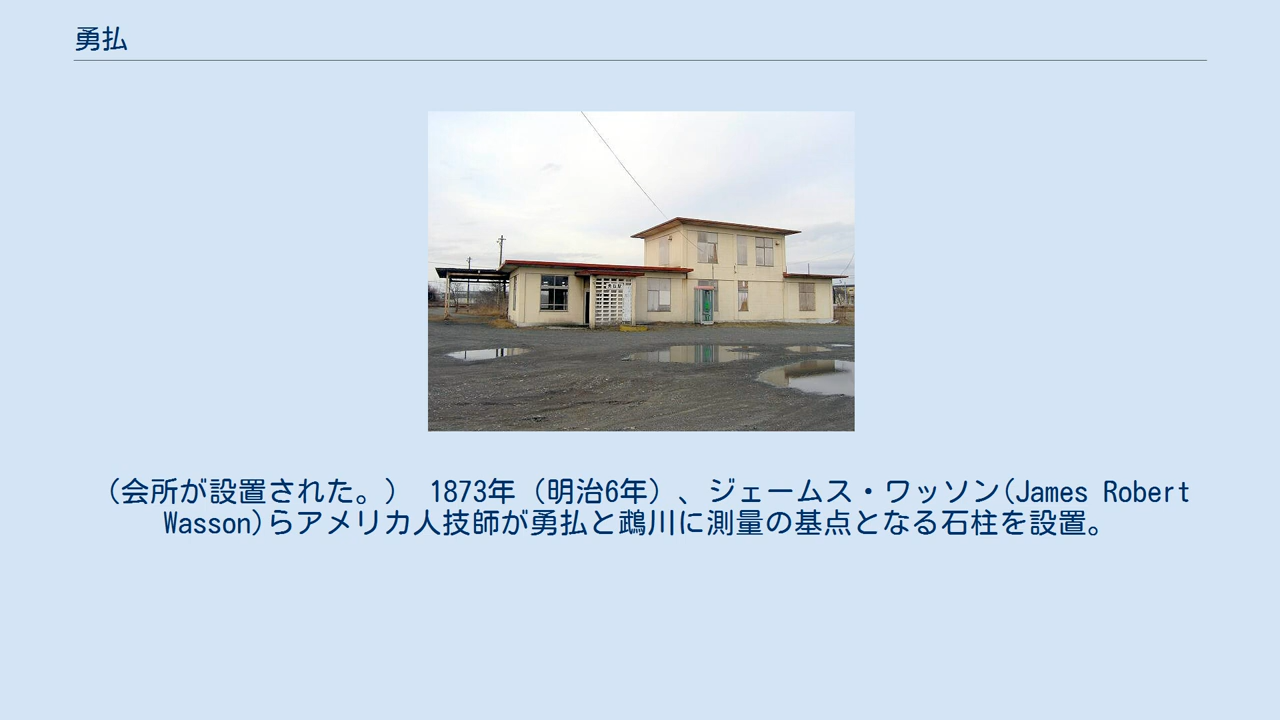 勇払
（会所が設置された。） 1873年（明治6年）、ジェームス・ワッソン(James Robert
Wasson)らアメリカ人技師が勇払と鵡川に測量の基点となる石柱を設置。